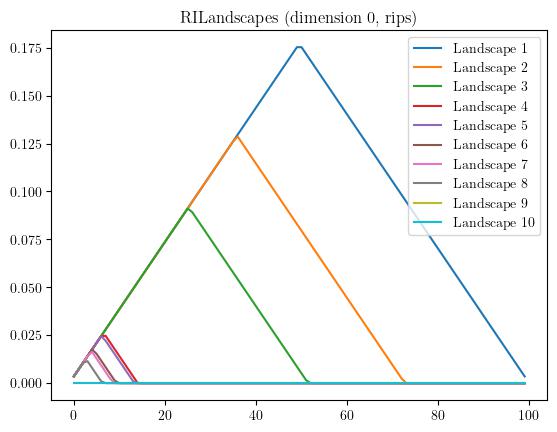 RILandscapes (dimension 0, rips)
0.175
0.150
0.125
0.100
0.075
0.050
0.025
0.000
Landscape 1
Landscape 2
Landscape 3
Landscape 4
Landscape 5
Landscape 6
Landscape 7
Landscape 8
Landscape 9
Landscape 10
0 20 40 60 80 100